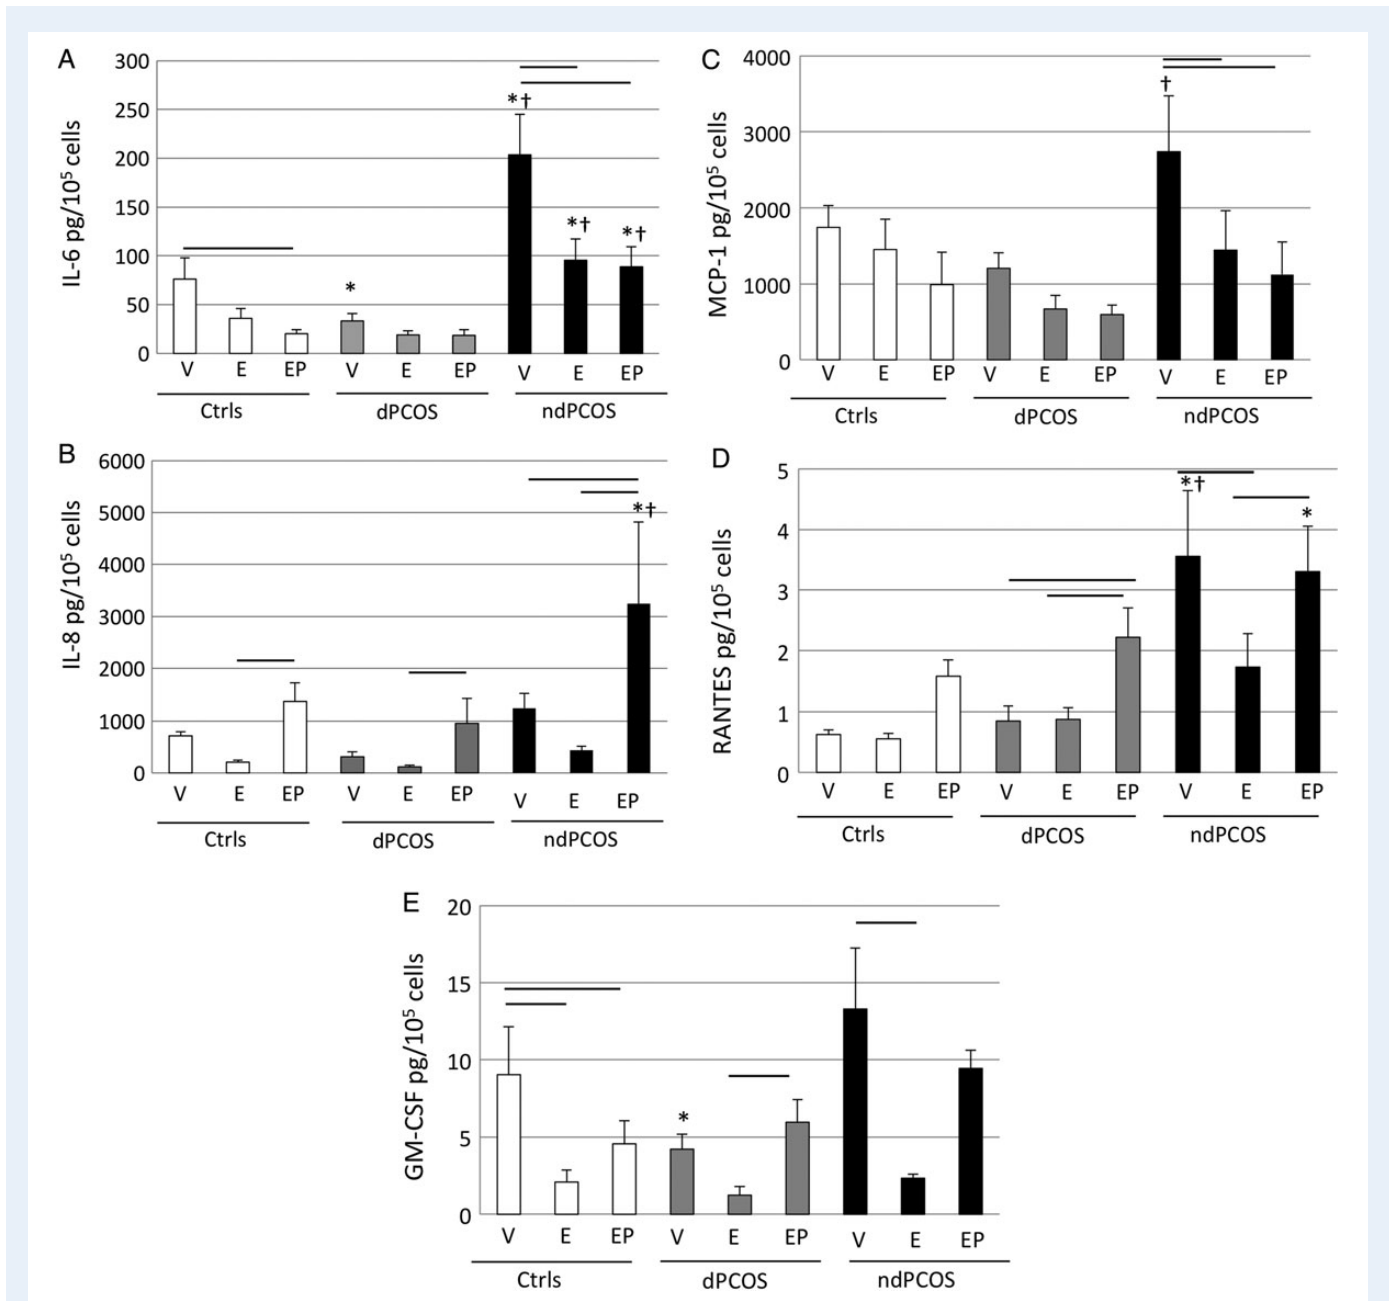 A
IL-6 pg/10⁵ cells
300
250
200
150
100
50
0
*
*†
*†
*†
V E EP V E EP V E EP
Ctrls dPCOS ndPCOS
C
MCP-1 pg/10⁵ cells
4000
3000
2000
1000
0
†
V E EP V E EP V E EP
Ctrls dPCOS ndPCOS
B
IL-8 pg/10⁵ cells
6000
5000
4000
3000
2000
1000
0
*†
V E EP V E EP V E EP
Ctrls dPCOS ndPCOS
D
RANTES pg/10⁵ cells
5
4
3
2
1
0
*†
*
V E EP V E EP V E EP
Ctrls dPCOS ndPCOS
E
GM-CSF pg/10⁵ cells
20
15
10
5
0
*
V E EP V E EP V E EP
Ctrls dPCOS ndPCOS